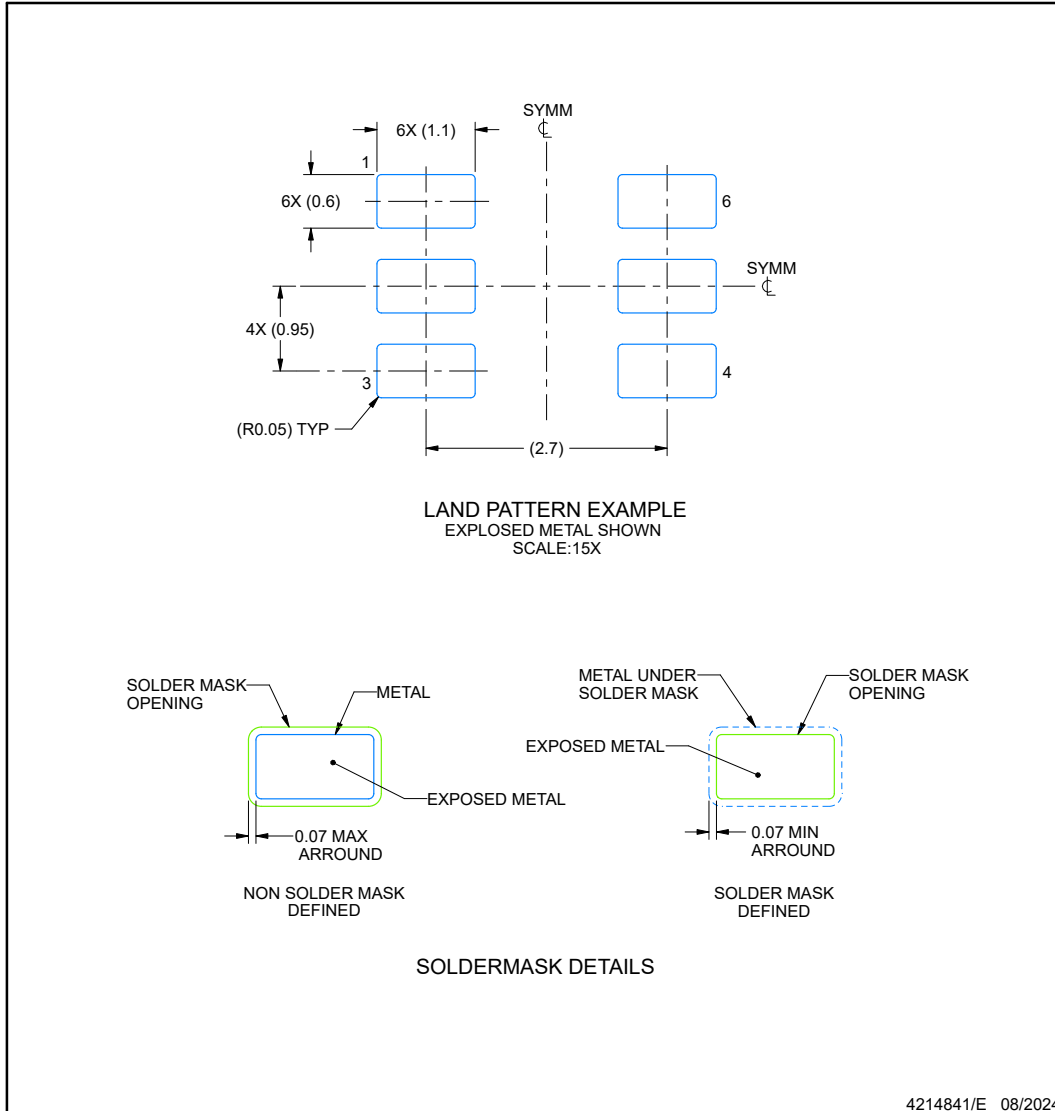 SYMM
℄
6X (1.1)
1
6X (0.6)
6
SYMM
℄
4X (0.95)
3
4
(R0.05) TYP
(2.7)
LAND PATTERN EXAMPLE
EXPLOSED METAL SHOWN
SCALE:15X
SOLDER MASK
OPENING
METAL
EXPOSED METAL
0.07 MAX
ARROUND
NON SOLDER MASK
DEFINED
METAL UNDER
SOLDER MASK
SOLDER MASK
OPENING
EXPOSED METAL
0.07 MIN
ARROUND
SOLDER MASK
DEFINED
SOLDERMASK DETAILS
4214841/E 08/2024